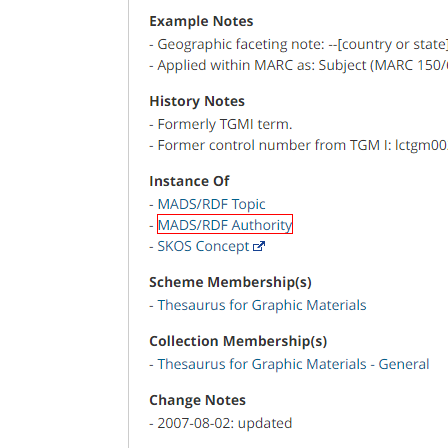 Example Notes
- Geographic faceting note: --[country or state]
- Applied within MARC as: Subject (MARC 150/
History Notes
- Formerly TGMI term.
- Former control number from TGM I: lctgm00
Instance Of
- MADS/RDF Topic
- MADS/RDF Authority
- SKOS Concept
Scheme Membership(s)
- Thesaurus for Graphic Materials
Collection Membership(s)
- Thesaurus for Graphic Materials - General
Change Notes
- 2007-08-02: updated